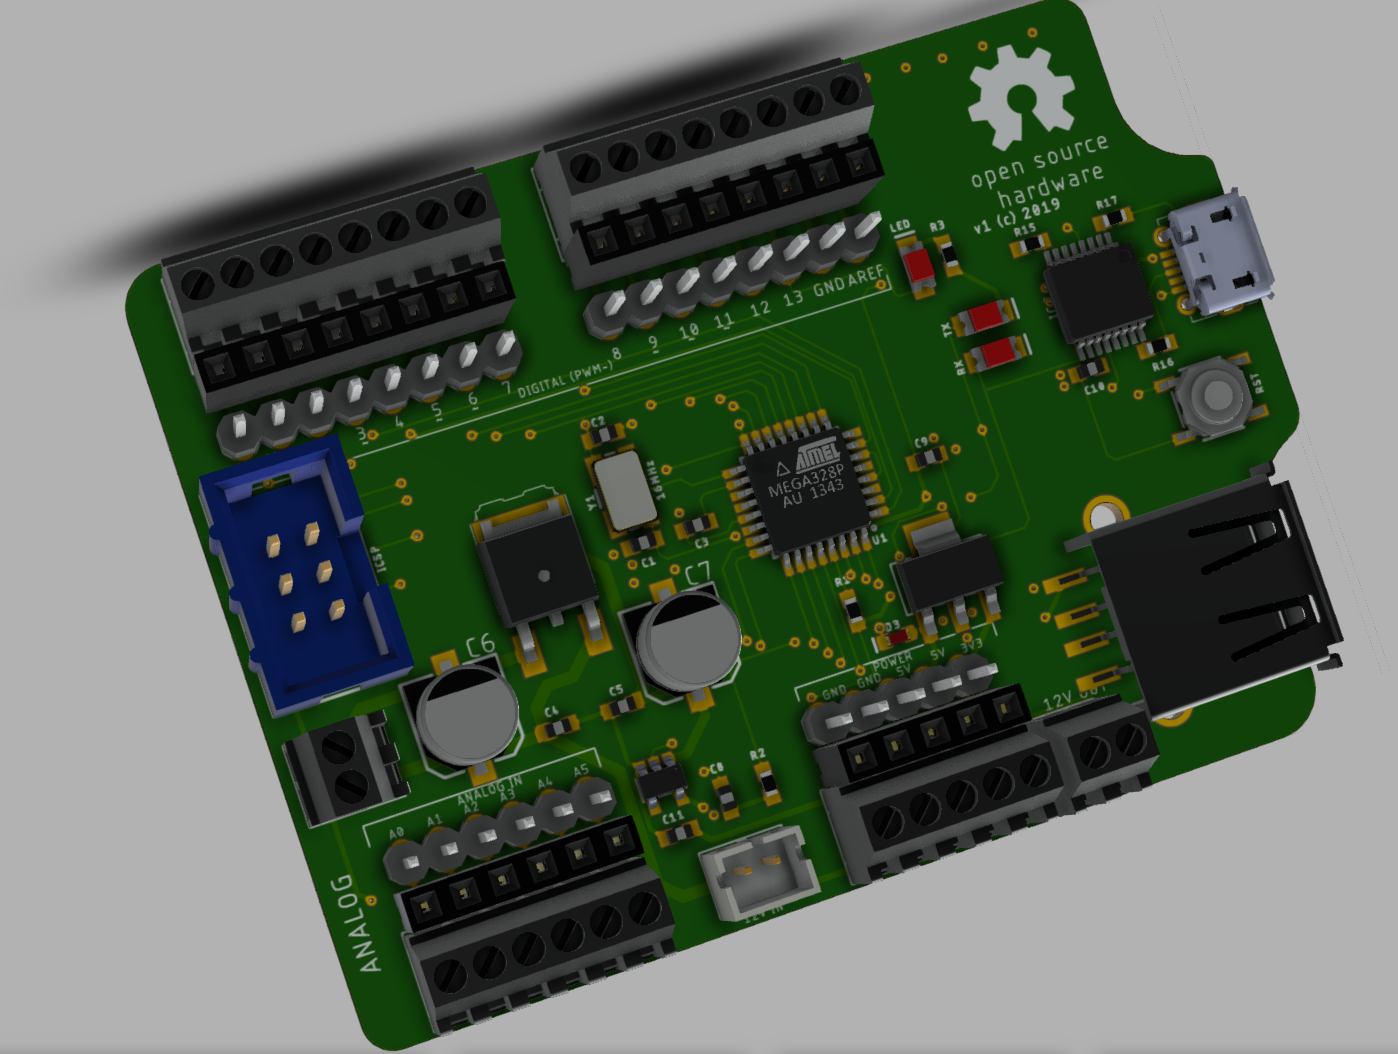 open source
hardware
v1 (c) 2019
R17
R15
LED
R3
8
9
10
11
12
13
GND
AREF
TX
RX
R16
C10
RST
DIGITAL (PWM~)
3
4
5
6
7
C2
16MHz
Y1
C3
C1
ATMEL
MEGA328P
AU 1343
U1
C9
ICSP
C7
C6
R1
D3
POWER
GND
GND
5V
5V
3V3
12V OUT
C5
C4
ANALOG IN
A0
A1
A2
A3
A4
A5
C8
R2
C11
12V IN
ANALOG